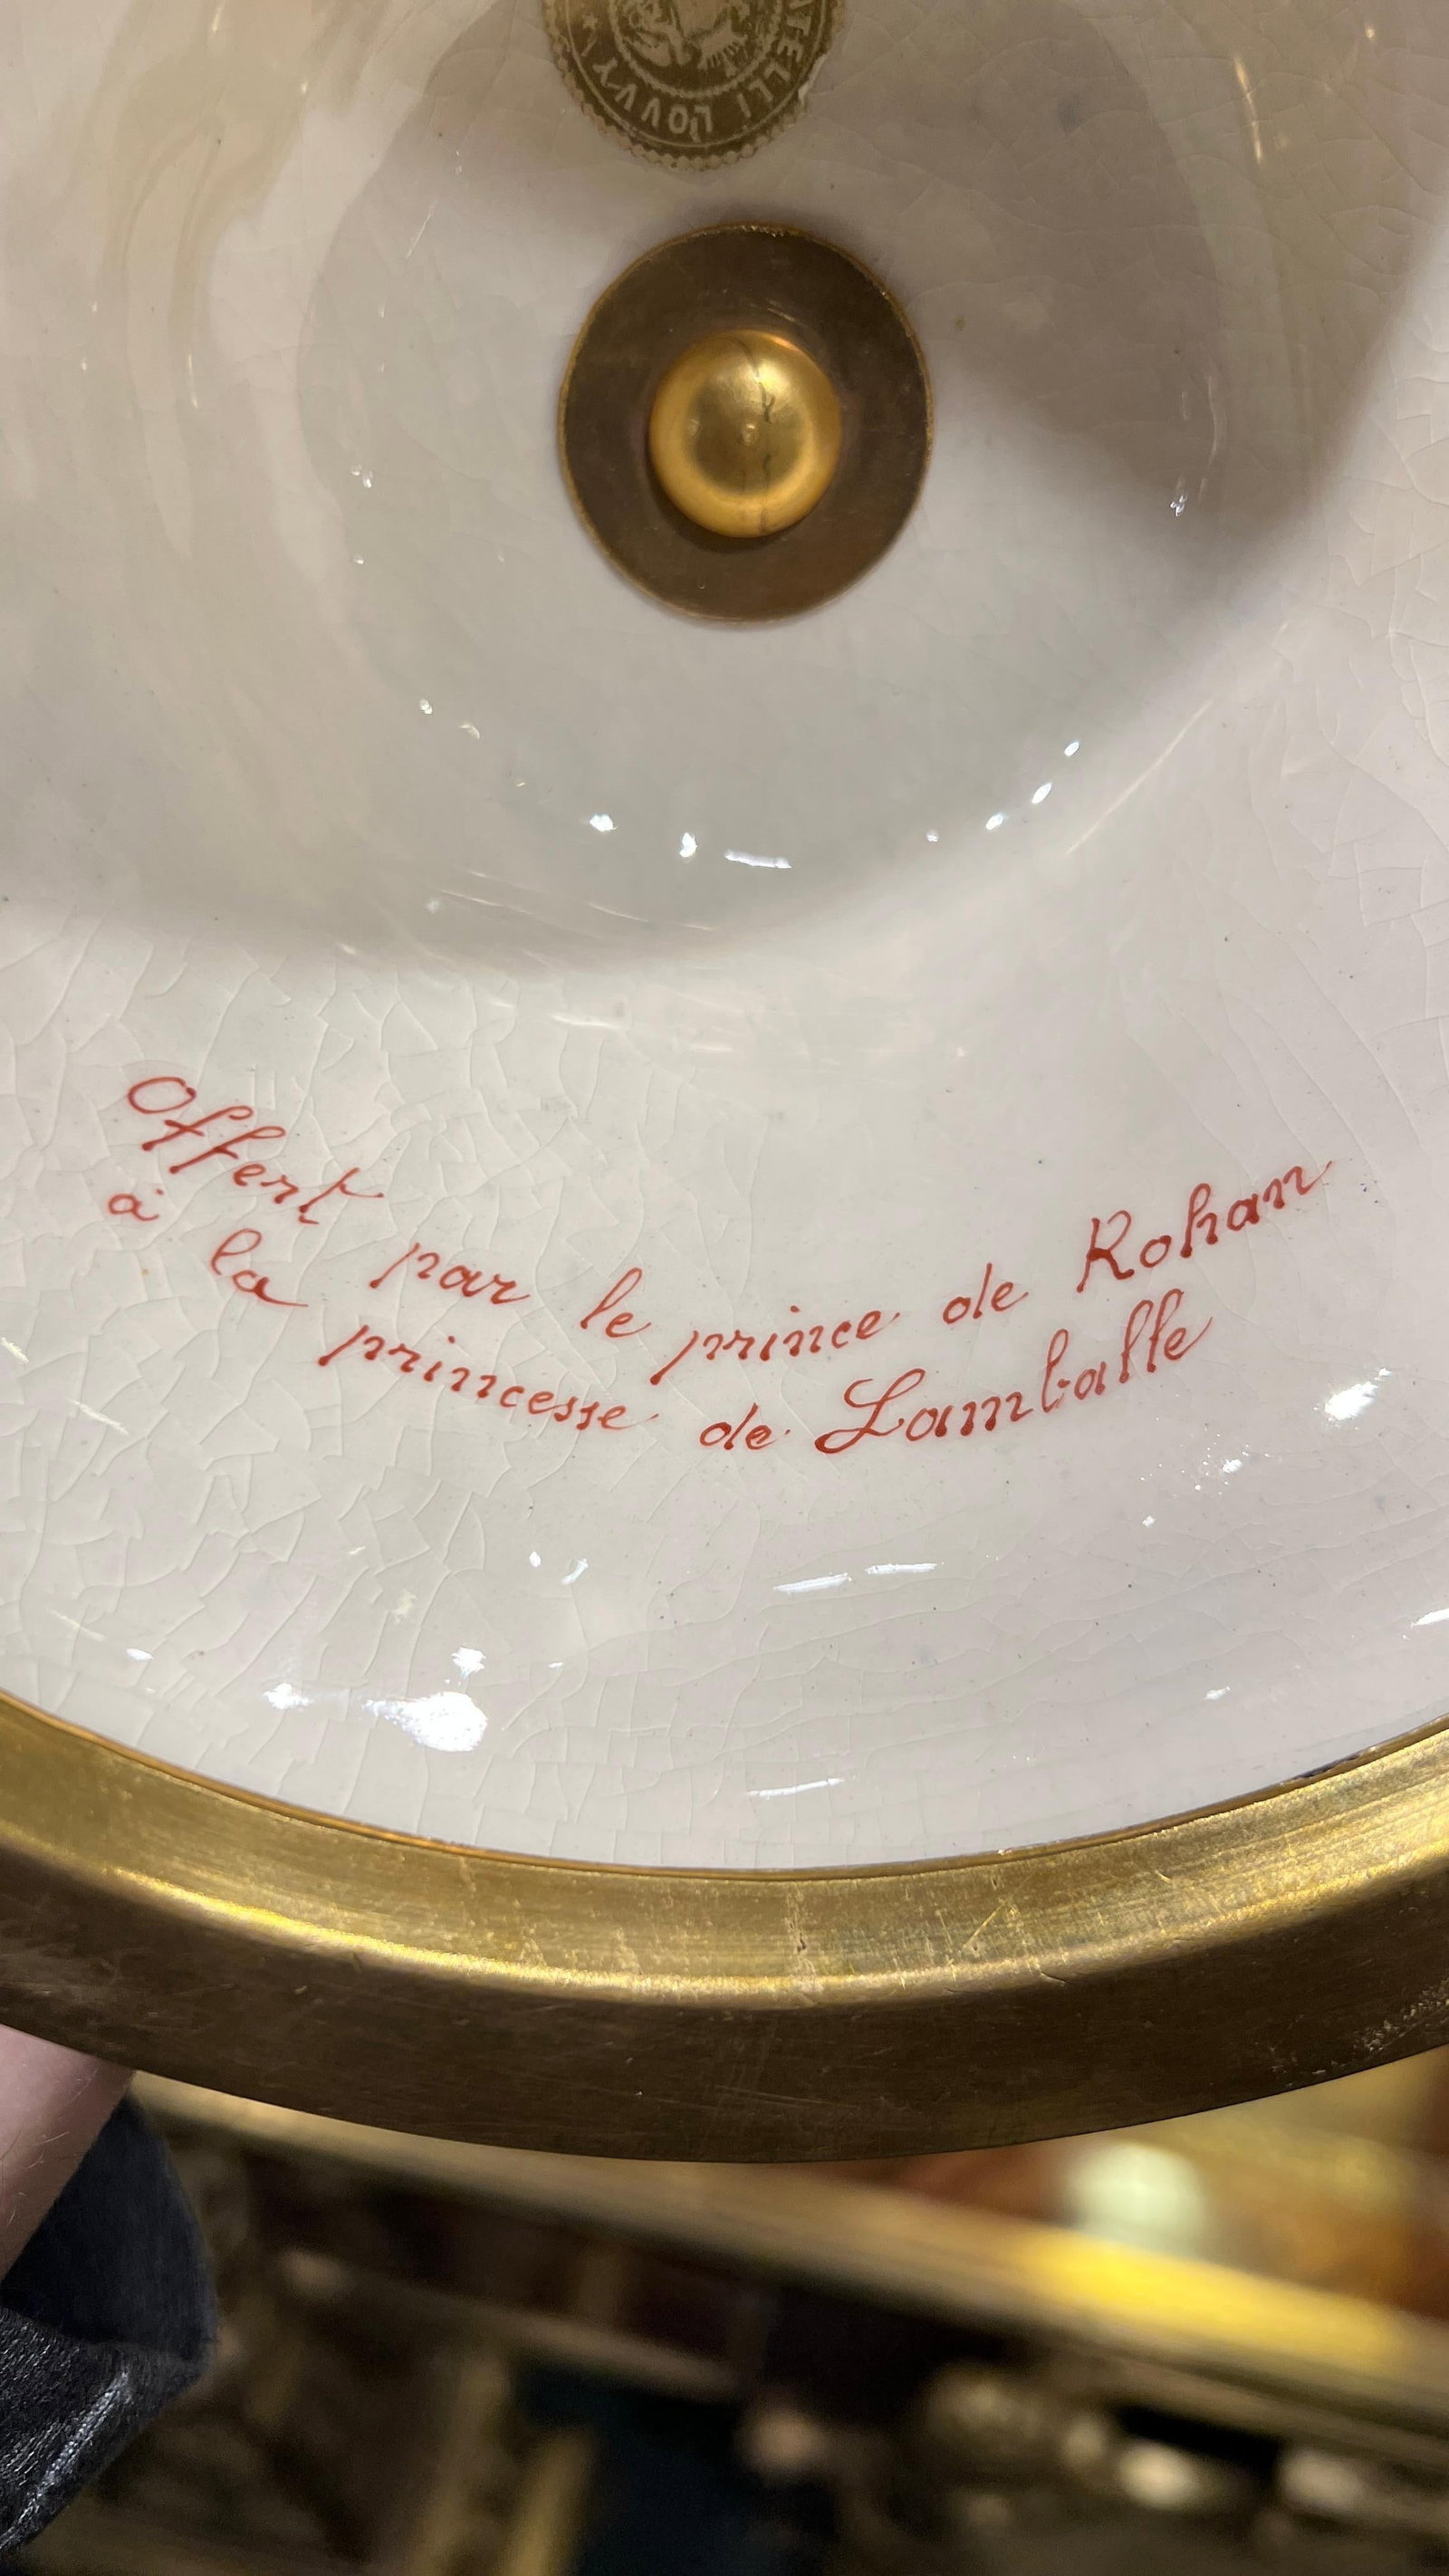 Offert par le prince de Rohan
à la princesse de Lamballe